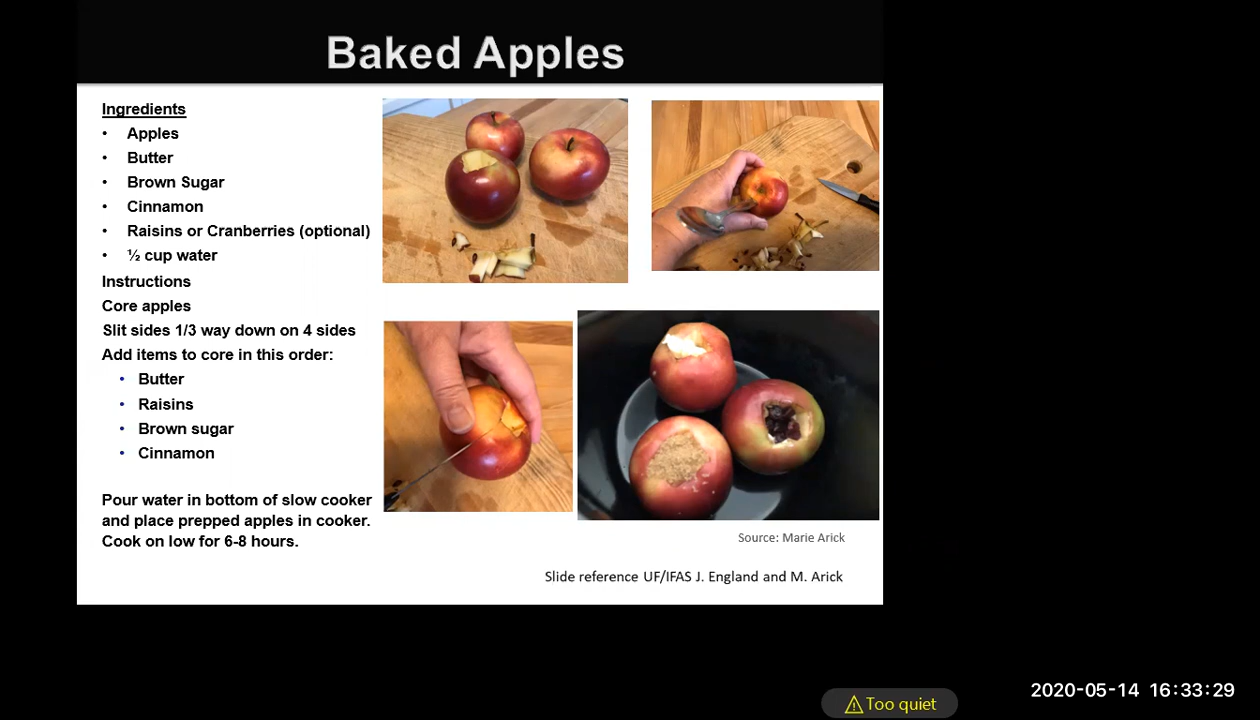 Baked Apples
Ingredients
• Apples
• Butter
• Brown Sugar
• Cinnamon
• Raisins or Cranberries (optional)
• ½ cup water
Instructions
Core apples
Slit sides 1/3 way down on 4 sides
Add items to core in this order:
• Butter
• Raisins
• Brown sugar
• Cinnamon
Pour water in bottom of slow cooker
and place prepped apples in cooker.
Cook on low for 6-8 hours.
Source: Marie Arick
Slide reference UF/IFAS J. England and M. Arick
Too quiet
2020-05-14 16:33:29